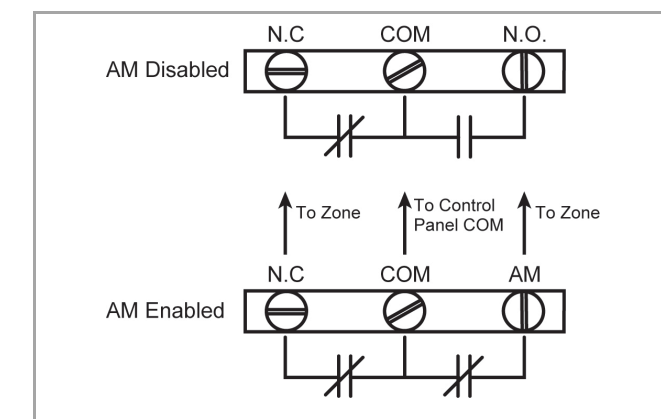 N.C COM N.O.
AM Disabled
To Zone
To Control
Panel COM
To Zone
N.C COM AM
AM Enabled